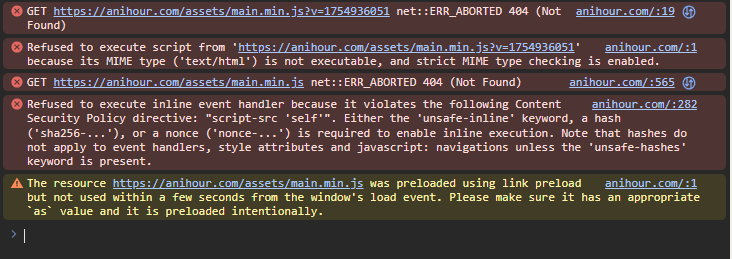 GET https://anihour.com/assets/main.min.js?v=1754936051 net::ERR_ABORTED 404 (Not anihour.com/:19
Found)
Refused to execute script from 'https://anihour.com/assets/main.min.js?v=1754936051' anihour.com/:1
because its MIME type ('text/html') is not executable, and strict MIME type checking is enabled.
GET https://anihour.com/assets/main.min.js net::ERR_ABORTED 404 (Not Found) anihour.com/:565
Refused to execute inline event handler because it violates the following Content anihour.com/:282
Security Policy directive: "script-src 'self'". Either the 'unsafe-inline' keyword, a hash
('sha256-...'), or a nonce ('nonce-...') is required to enable inline execution. Note that hashes do
not apply to event handlers, style attributes and javascript: navigations unless the 'unsafe-hashes'
keyword is present.
The resource https://anihour.com/assets/main.min.js was preloaded using link preload anihour.com/:1
but not used within a few seconds from the window's load event. Please make sure it has an appropriate
`as` value and it is preloaded intentionally.